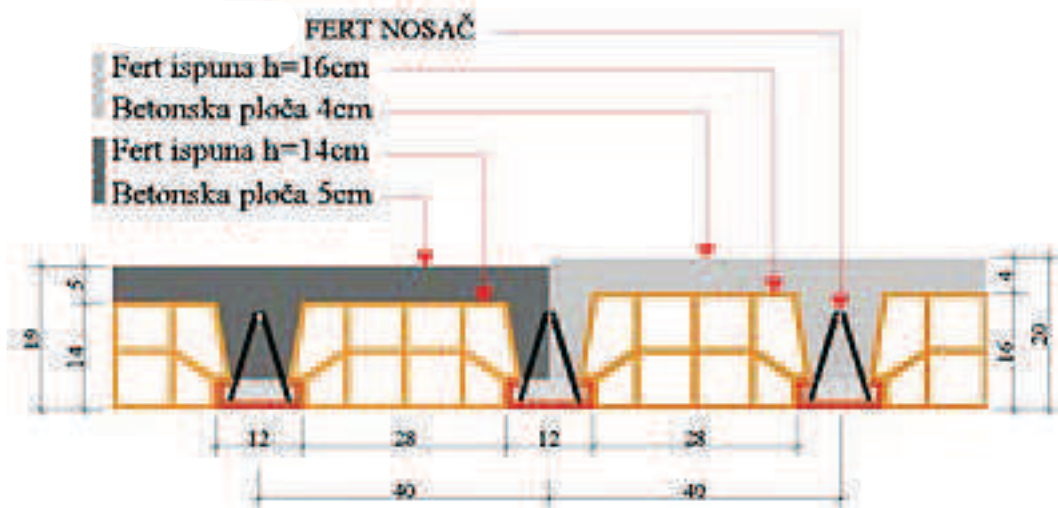 FERT NOSAČ
Fert ispuna h=16cm
Betonska ploča 4cm
Fert ispuna h=14cm
Betonska ploča 5cm
19
5
14
4
16
20
12
28
12
28
40
40